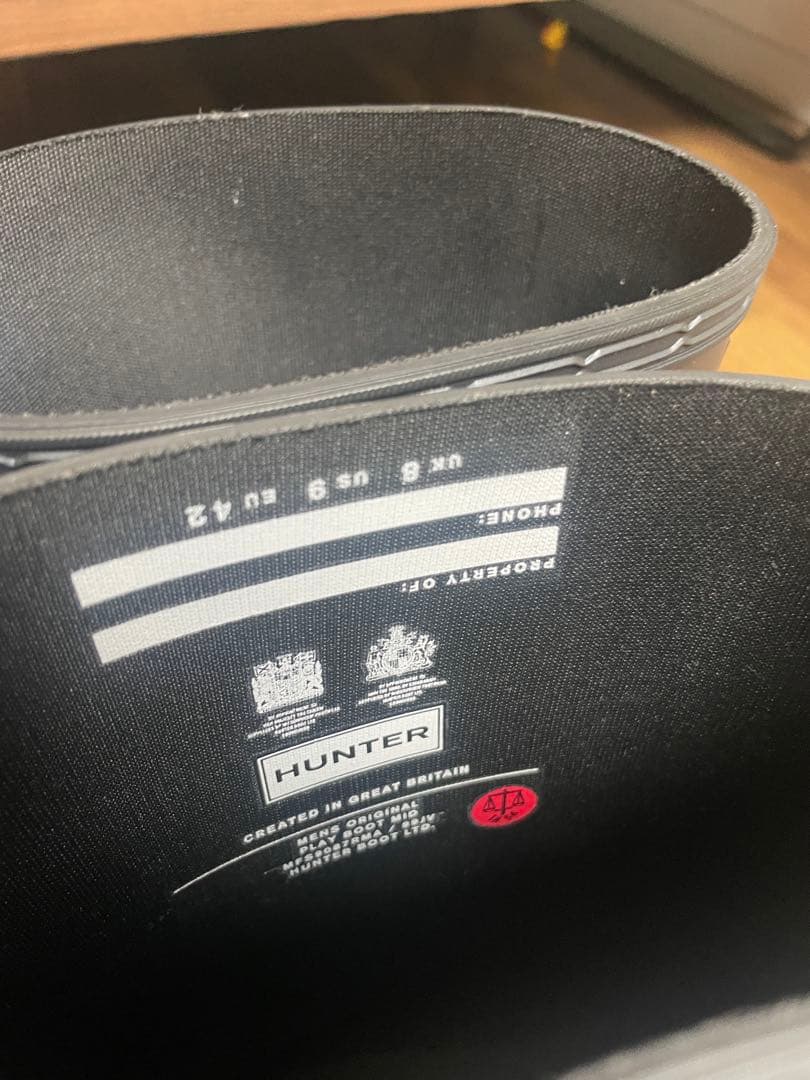 UK 8 US 9 EU 42
PHONE:
PROPERTY OF:
HUNTER
CREATED IN GREAT BRITAIN
MENS ORIGINAL
PLAY BOOT MID
HUNTER BOOT LTD.